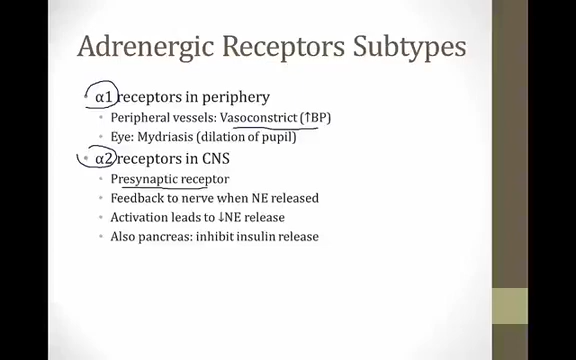 Adrenergic Receptors Subtypes
• α1 receptors in periphery
• Peripheral vessels: Vasoconstrict (↑BP)
• Eye: Mydriasis (dilation of pupil)
• α2 receptors in CNS
• Presynaptic receptor
• Feedback to nerve when NE released
• Activation leads to ↓NE release
• Also pancreas: inhibit insulin release